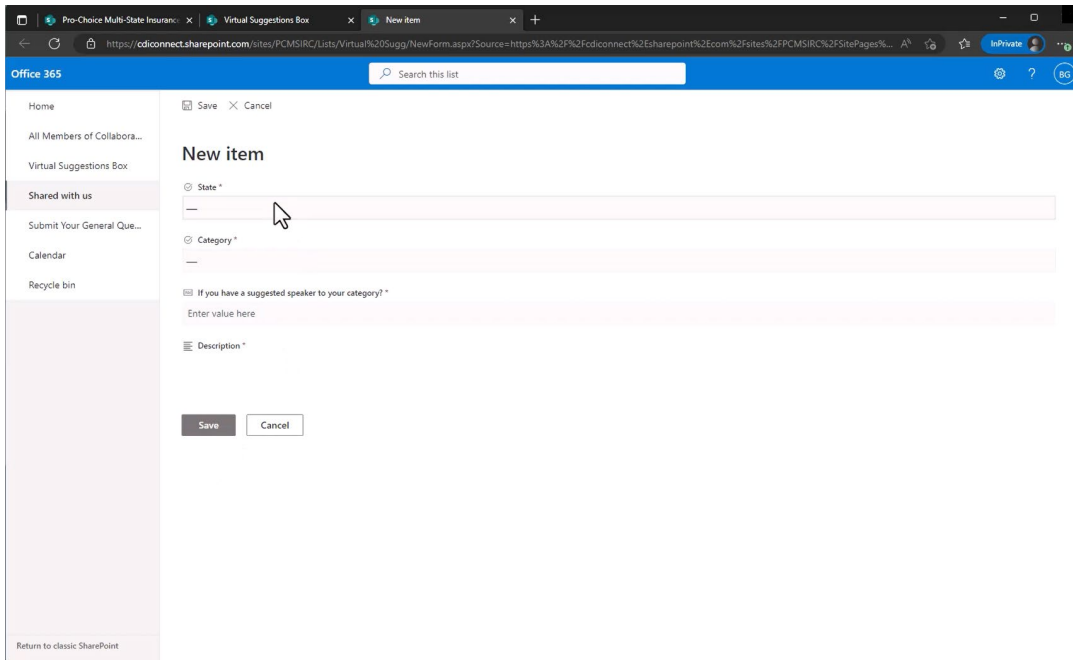 Pro-Choice Multi-State Insuranc
Virtual Suggestions Box
New item
https://cdiconnect.sharepoint.com/sites/PCMSIRC/Lists/Virtual%20Sugg/NewForm.aspx?Source=https%3A%2F%2Fcdiconnect%2Esharepoint%2Ecom%2Fsites%2FPCMSIRC%2FSitePages%...
InPrivate
Office 365
Search this list
BG
Home
All Members of Collabora...
Virtual Suggestions Box
Shared with us
Submit Your General Que...
Calendar
Recycle bin
Return to classic SharePoint
Save
Cancel
New item
State *
—
Category *
—
If you have a suggested speaker to your category? *
Enter value here
Description *
Save
Cancel